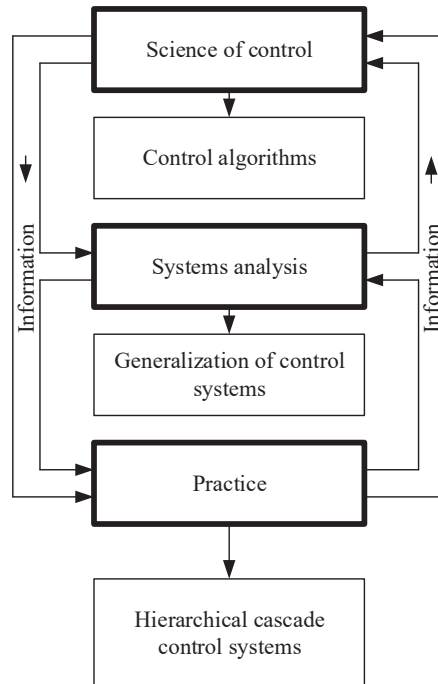 Science of control
Control algorithms
Information
Information
Systems analysis
Generalization of control
systems
Practice
Hierarchical cascade
control systems